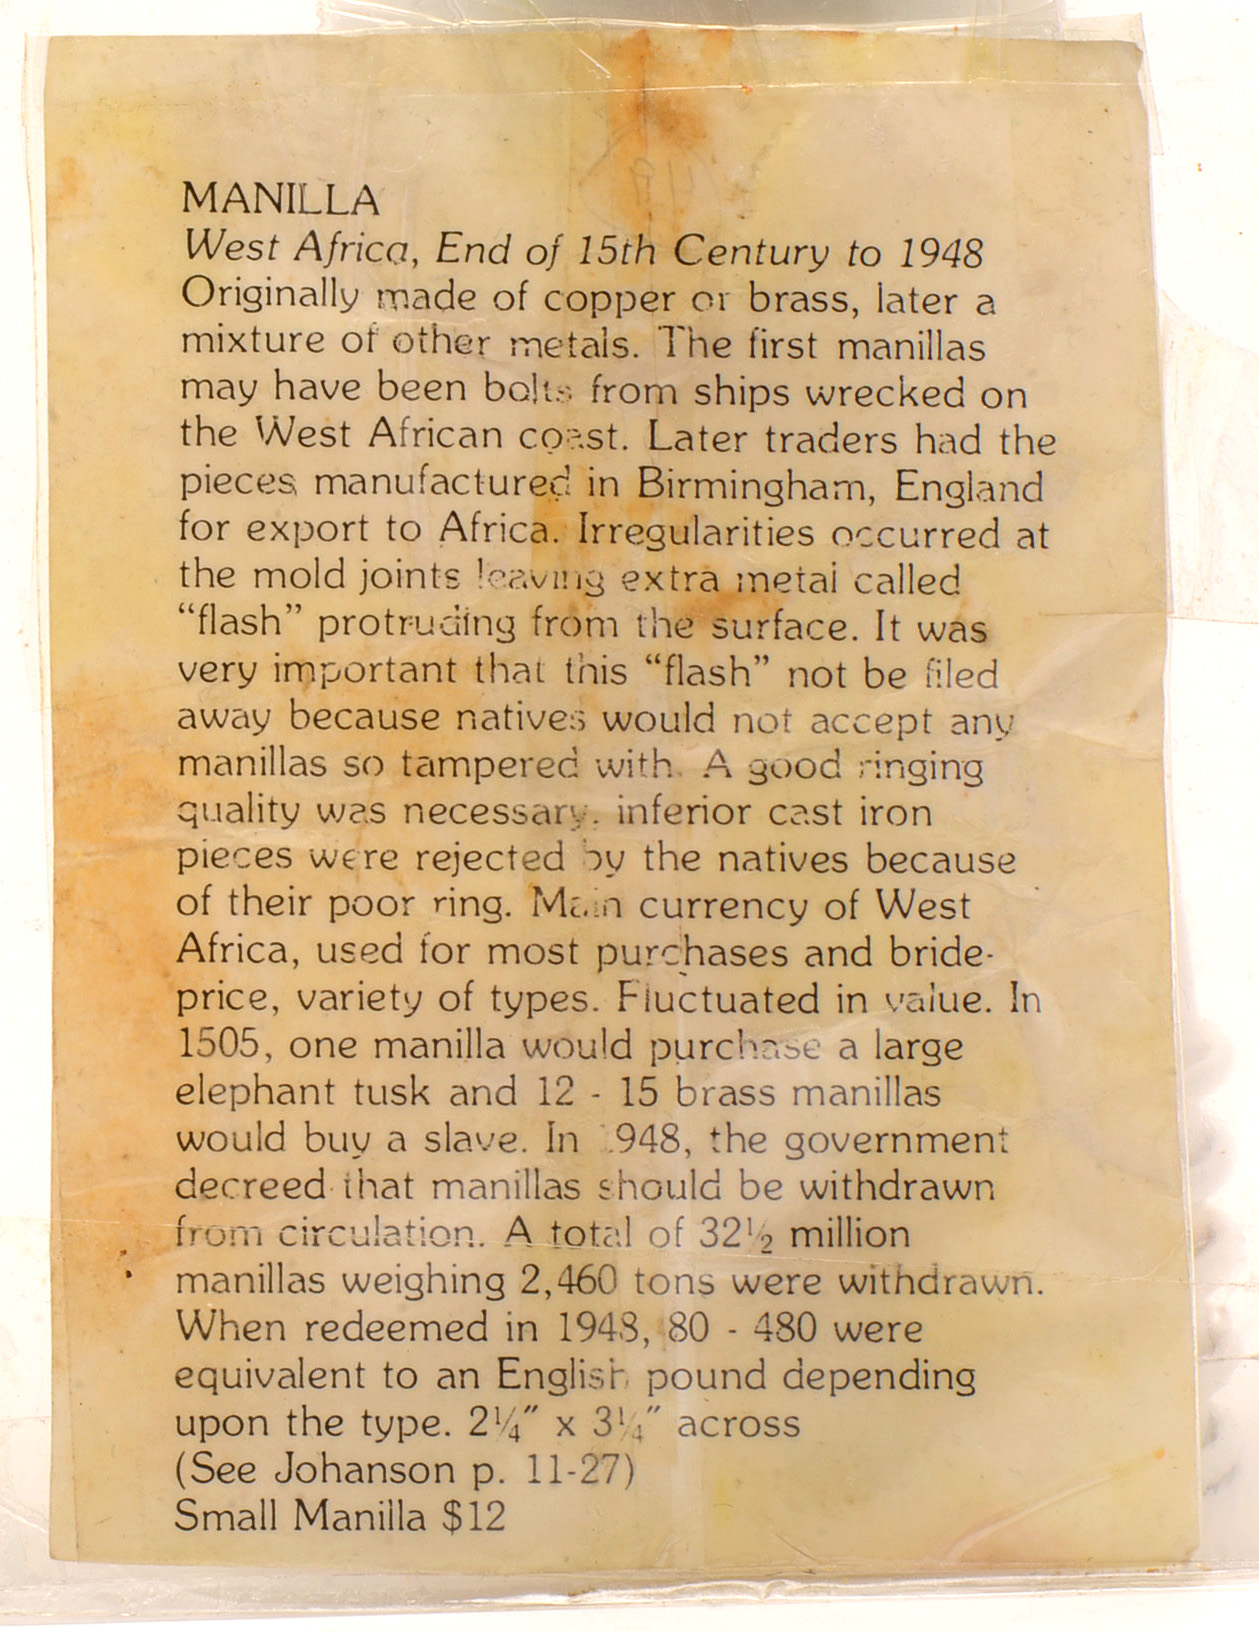 MANILLA
West Africa, End of 15th Century to 1948
Originally made of copper or brass, later a
mixture of other metals. The first manillas
may have been bolts from ships wrecked on
the West African coast. Later traders had the
pieces manufactured in Birmingham, England
for export to Africa. Irregularities occurred at
the mold joints leaving extra metal called
“flash” protruding from the surface. It was
very important that this “flash” not be filed
away because natives would not accept any
manillas so tampered with. A good ringing
quality was necessary. inferior cast iron
pieces were rejected by the natives because
of their poor ring. Main currency of West
Africa, used for most purchases and bride-
price, variety of types. Fluctuated in value. In
1505, one manilla would purchase a large
elephant tusk and 12 - 15 brass manillas
would buy a slave. In 1948, the government
decreed that manillas should be withdrawn
from circulation. A total of 32½ million
manillas weighing 2,460 tons were withdrawn.
When redeemed in 1948, 80 - 480 were
equivalent to an English pound depending
upon the type. 2¼″ x 3¼″ across
(See Johanson p. 11-27)
Small Manilla $12